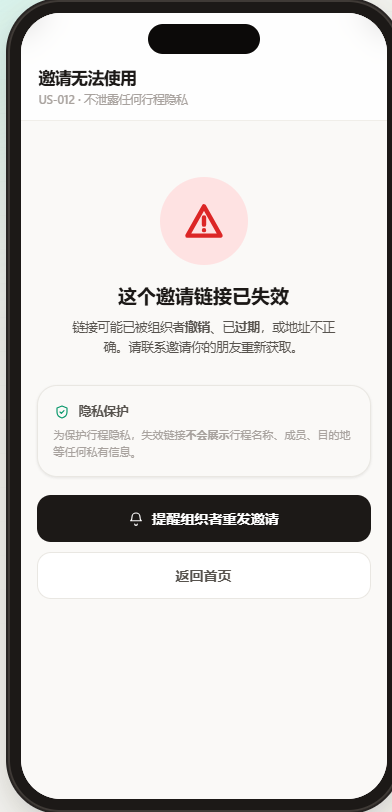 邀请无法使用
US-012 · 不泄露任何行程隐私
这个邀请链接已失效
链接可能已被组织者撤销、已过期，或地址不正
确。请联系邀请你的朋友重新获取。
隐私保护
为保护行程隐私，失效链接不会展示行程名称、成员、目的地
等任何私有信息。
提醒组织者重发邀请
返回首页